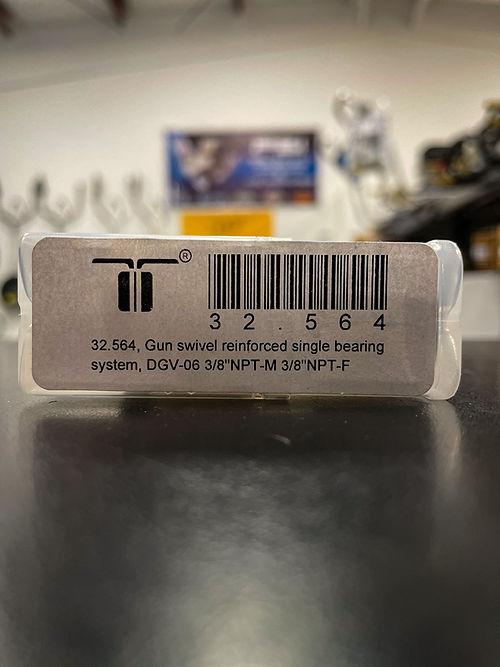 ®
32.564
32.564, Gun swivel reinforced single bearing
system, DGV-06 3/8"NPT-M 3/8"NPT-F